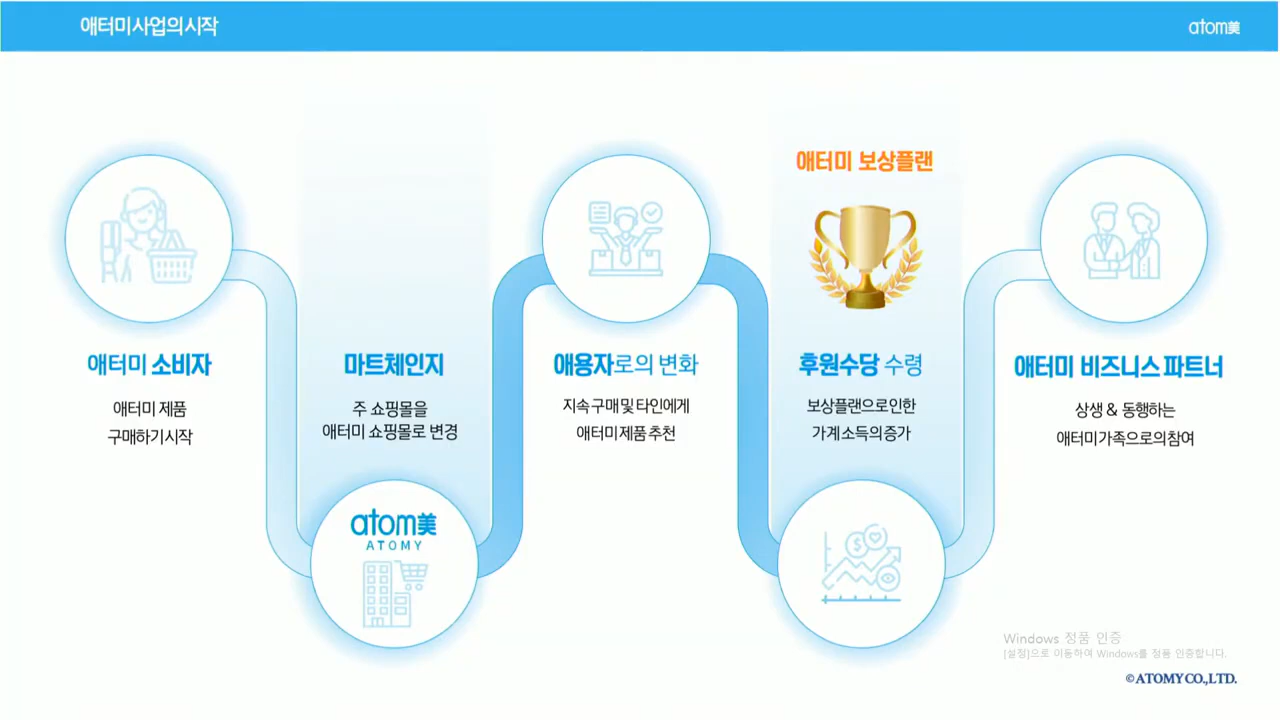 애터미사업의시작
atom美
애터미 소비자
애터미 제품
구매하기시작
마트체인지
주 쇼핑몰을
애터미 쇼핑몰로 변경
atom美
ATOMY
애용자로의 변화
지속구매및타인에게
애터미제품 추천
애터미 보상플랜
후원수당 수령
보상플랜으로인한
가계소득의증가
$
애터미 비즈니스파트너
상생 & 동행하는
애터미가족으로의참여
Windows 정품 인증
[설정]으로 이동하여 Windows를 정품 인증합니다.
©ATOMY CO.,LTD.